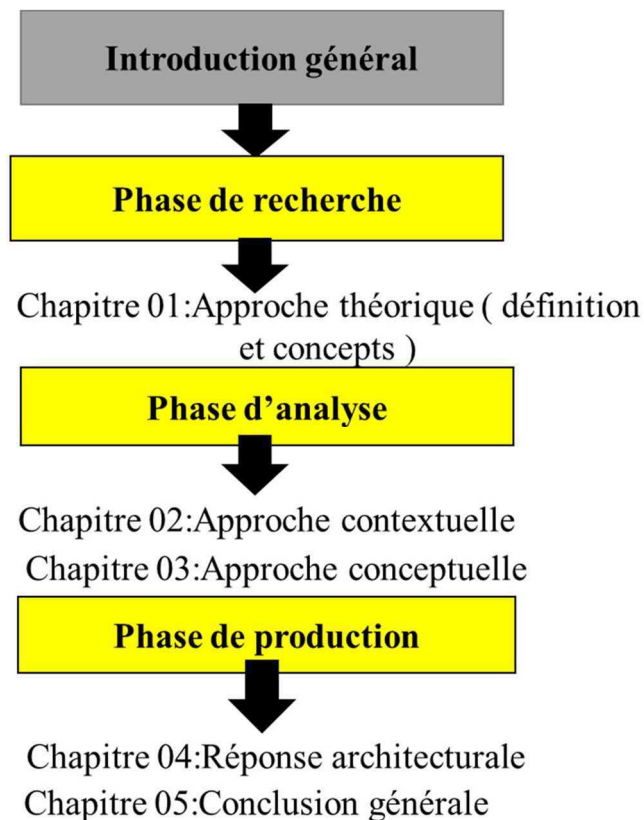 Introduction général
Phase de recherche
Chapitre 01:Approche théorique ( définition
et concepts )
Phase d’analyse
Chapitre 02:Approche contextuelle
Chapitre 03:Approche conceptuelle
Phase de production
Chapitre 04:Réponse architecturale
Chapitre 05:Conclusion générale